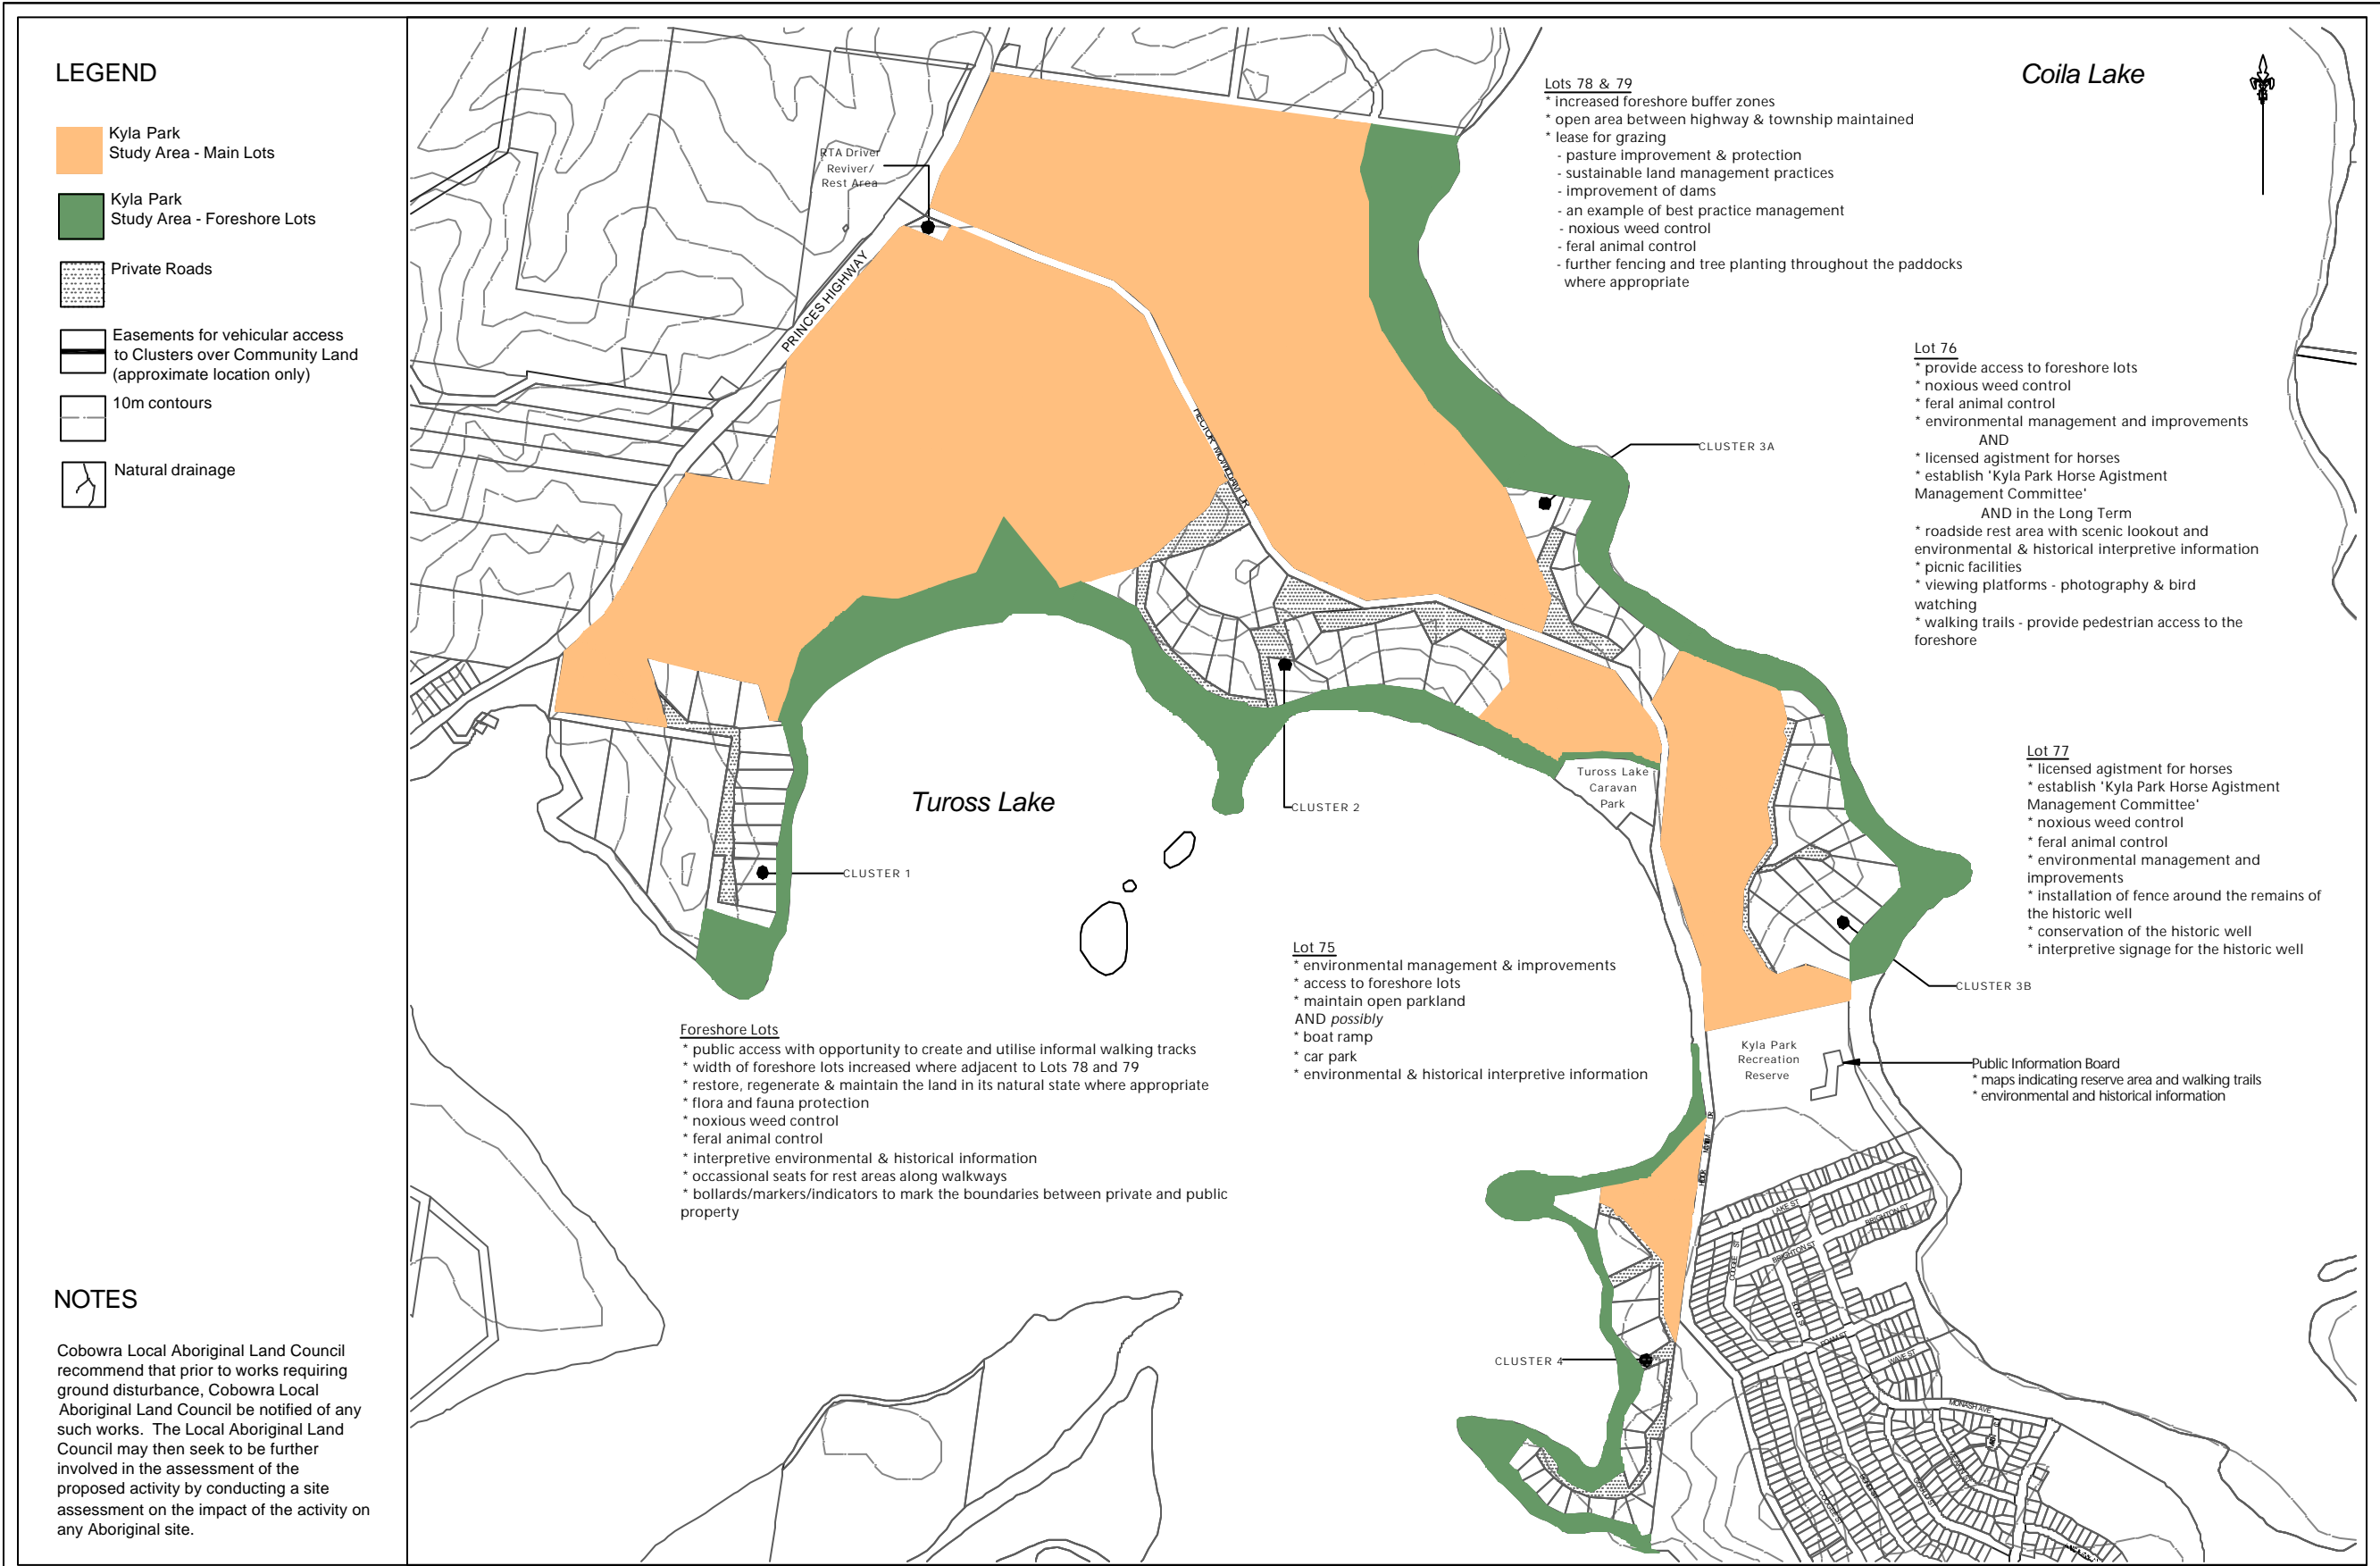 LEGEND
Kyla Park
Study Area - Main Lots
Kyla Park
Study Area - Foreshore Lots
Private Roads
Easements for vehicular access
to Clusters over Community Land
(approximate location only)
10m contours
Natural drainage
NOTES
Cobowra Local Aboriginal Land Council
recommend that prior to works requiring
ground disturbance, Cobowra Local
Aboriginal Land Council be notified of any
such works. The Local Aboriginal Land
Council may then seek to be further
involved in the assessment of the
proposed activity by conducting a site
assessment on the impact of the activity on
any Aboriginal site.
Coila Lake
RTA Driver
Reviver/
Rest Area
PRINCES HIGHWAY
Lots 78 & 79
* increased foreshore buffer zones
* open area between highway & township maintained
* lease for grazing
- pasture improvement & protection
- sustainable land management practices
- improvement of dams
- an example of best practice management
- noxious weed control
- feral animal control
- further fencing and tree planting throughout the paddocks
where appropriate
CLUSTER 3A
Lot 76
* provide access to foreshore lots
* noxious weed control
* feral animal control
* environmental management and improvements
AND
* licensed agistment for horses
* establish 'Kyla Park Horse Agistment
Management Committee'
AND in the Long Term
* roadside rest area with scenic lookout and
environmental & historical interpretive information
* picnic facilities
* viewing platforms - photography & bird
watching
* walking trails - provide pedestrian access to the
foreshore
Tuross Lake
Caravan
Park
Tuross Lake
CLUSTER 2
CLUSTER 1
Lot 77
* licensed agistment for horses
* establish 'Kyla Park Horse Agistment
Management Committee'
* noxious weed control
* feral animal control
* environmental management and
improvements
* installation of fence around the remains of
the historic well
* conservation of the historic well
* interpretive signage for the historic well
CLUSTER 3B
Lot 75
* environmental management & improvements
* access to foreshore lots
* maintain open parkland
AND possibly
* boat ramp
* car park
* environmental & historical interpretive information
Foreshore Lots
* public access with opportunity to create and utilise informal walking tracks
* width of foreshore lots increased where adjacent to Lots 78 and 79
* restore, regenerate & maintain the land in its natural state where appropriate
* flora and fauna protection
* noxious weed control
* feral animal control
* interpretive environmental & historical information
* occassional seats for rest areas along walkways
* bollards/markers/indicators to mark the boundaries between private and public
property
Kyla Park
Recreation
Reserve
Public Information Board
* maps indicating reserve area and walking trails
* environmental and historical information
LAKE ST
BRIGHTON ST
BRIGHTON ST
WAVE ST
MONASH AVE
CLUSTER 4